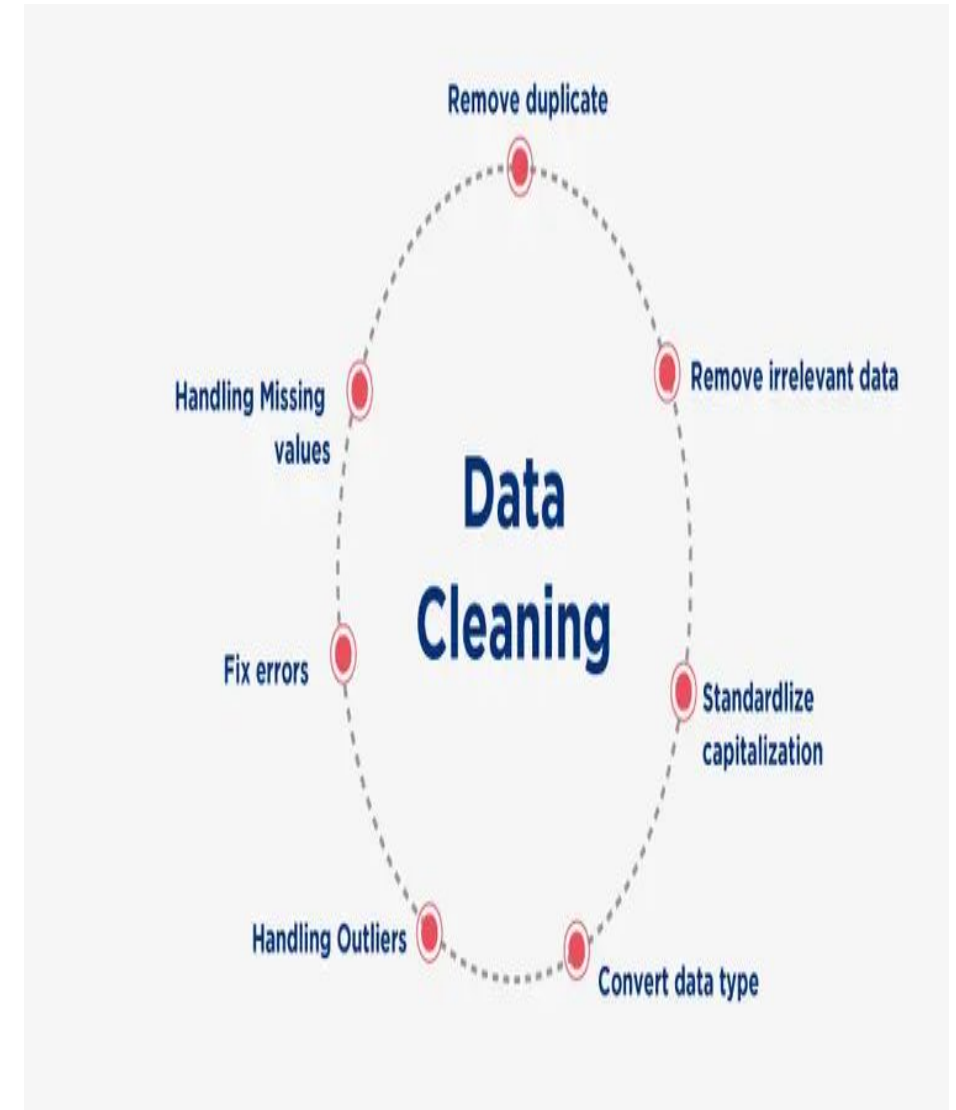 Remove duplicate
Remove irrelevant data
Handling Missing
values
Data
Cleaning
Fix errors
Standardlize
capitalization
Handling Outliers
Convert data type